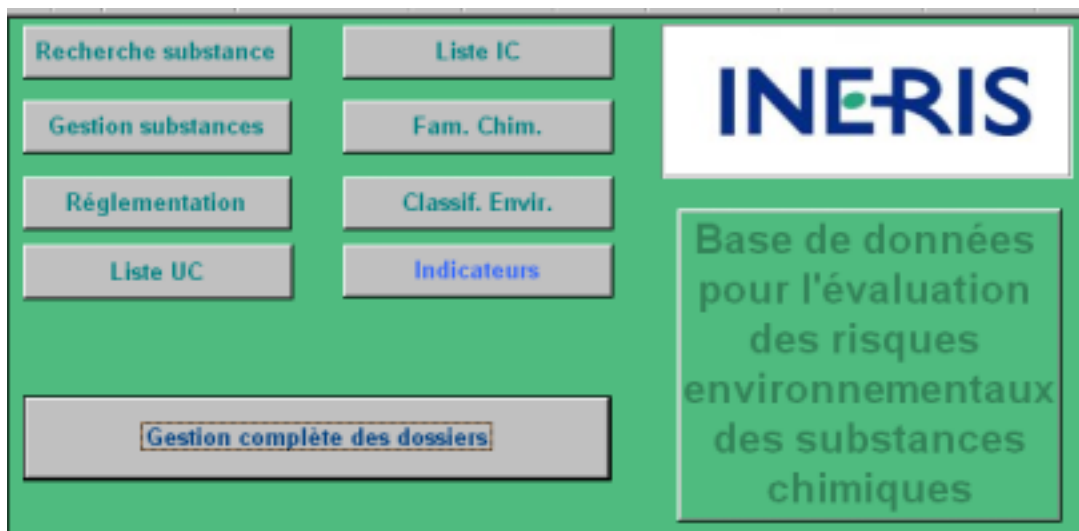 Recherche substance
Liste IC
INERIS
Gestion substances
Fam. Chim.
Réglementation
Classif. Envir.
Liste UC
Indicateurs
Base de données
pour l'évaluation
des risques
environnementaux
des substances
chimiques
Gestion complète des dossiers